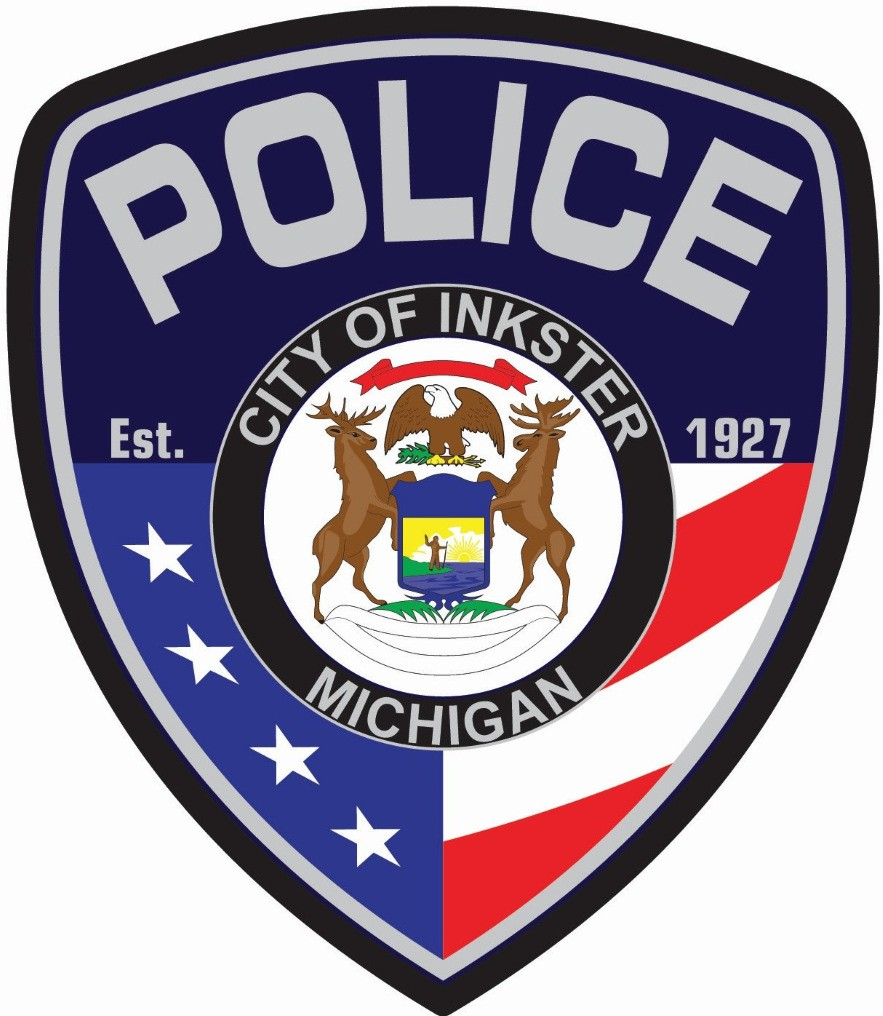 POLICE
CITY OF INKSTER
Est. 1927
MICHIGAN